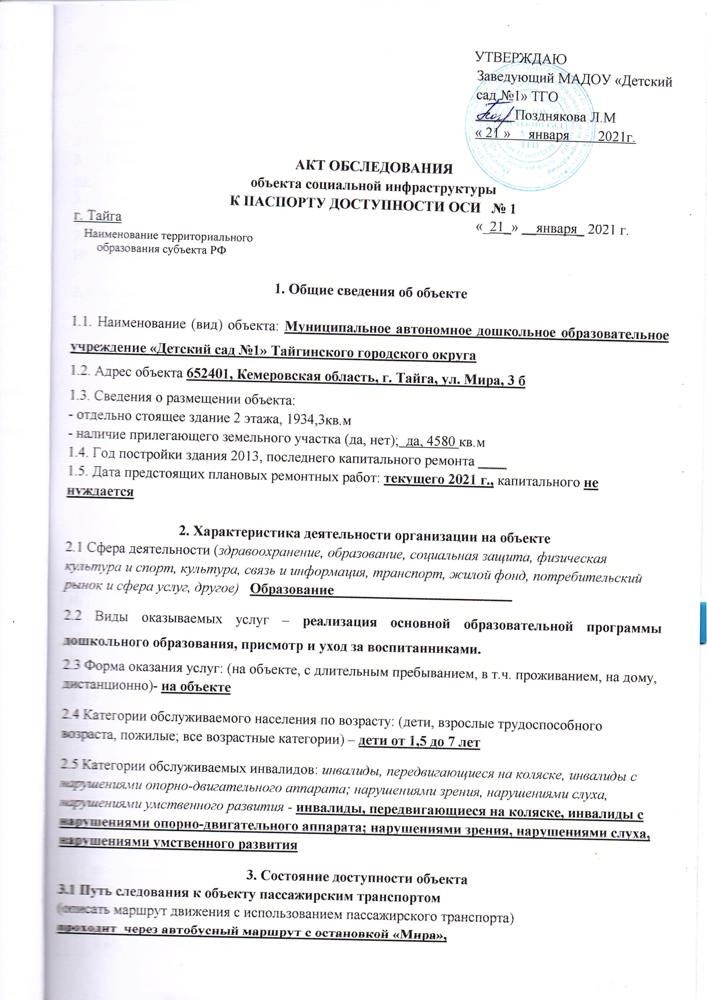 УТВЕРЖДАЮ
Заведующий МАДОУ «Детский
сад №1» ТГО
Позднякова Л.М
« 21 » января 2021г.
АКТ ОБСЛЕДОВАНИЯ
объекта социальной инфраструктуры
К ПАСПОРТУ ДОСТУПНОСТИ ОСИ № 1
г. Тайга
«_21_» __января_ 2021 г.
Наименование территориального
образования субъекта РФ
1. Общие сведения об объекте
1.1. Наименование (вид) объекта: Муниципальное автономное дошкольное образовательное
учреждение «Детский сад №1» Тайгинского городского округа
1.2. Адрес объекта 652401, Кемеровская область, г. Тайга, ул. Мира, 3 б
1.3. Сведения о размещении объекта:
- отдельно стоящее здание 2 этажа, 1934,3кв.м
- наличие прилегающего земельного участка (да, нет);_да, 4580 кв.м
1.4. Год постройки здания 2013, последнего капитального ремонта ____
1.5. Дата предстоящих плановых ремонтных работ: текущего 2021 г., капитального не
нуждается
2. Характеристика деятельности организации на объекте
2.1 Сфера деятельности (здравоохранение, образование, социальная защита, физическая
культура и спорт, культура, связь и информация, транспорт, жилой фонд, потребительский
рынок и сфера услуг, другое) Образование
2.2 Виды оказываемых услуг – реализация основной образовательной программы
дошкольного образования, присмотр и уход за воспитанниками.
2.3 Форма оказания услуг: (на объекте, с длительным пребыванием, в т.ч. проживанием, на дому,
дистанционно)- на объекте
2.4 Категории обслуживаемого населения по возрасту: (дети, взрослые трудоспособного
возраста, пожилые; все возрастные категории) – дети от 1,5 до 7 лет
2.5 Категории обслуживаемых инвалидов: инвалиды, передвигающиеся на коляске, инвалиды с
нарушениями опорно-двигательного аппарата; нарушениями зрения, нарушениями слуха,
нарушениями умственного развития - инвалиды, передвигающиеся на коляске, инвалиды с
нарушениями опорно-двигательного аппарата; нарушениями зрения, нарушениями слуха,
нарушениями умственного развития
3. Состояние доступности объекта
3.1 Путь следования к объекту пассажирским транспортом
(описать маршрут движения с использованием пассажирского транспорта)
проходит через автобусный маршрут с остановкой «Мира»,